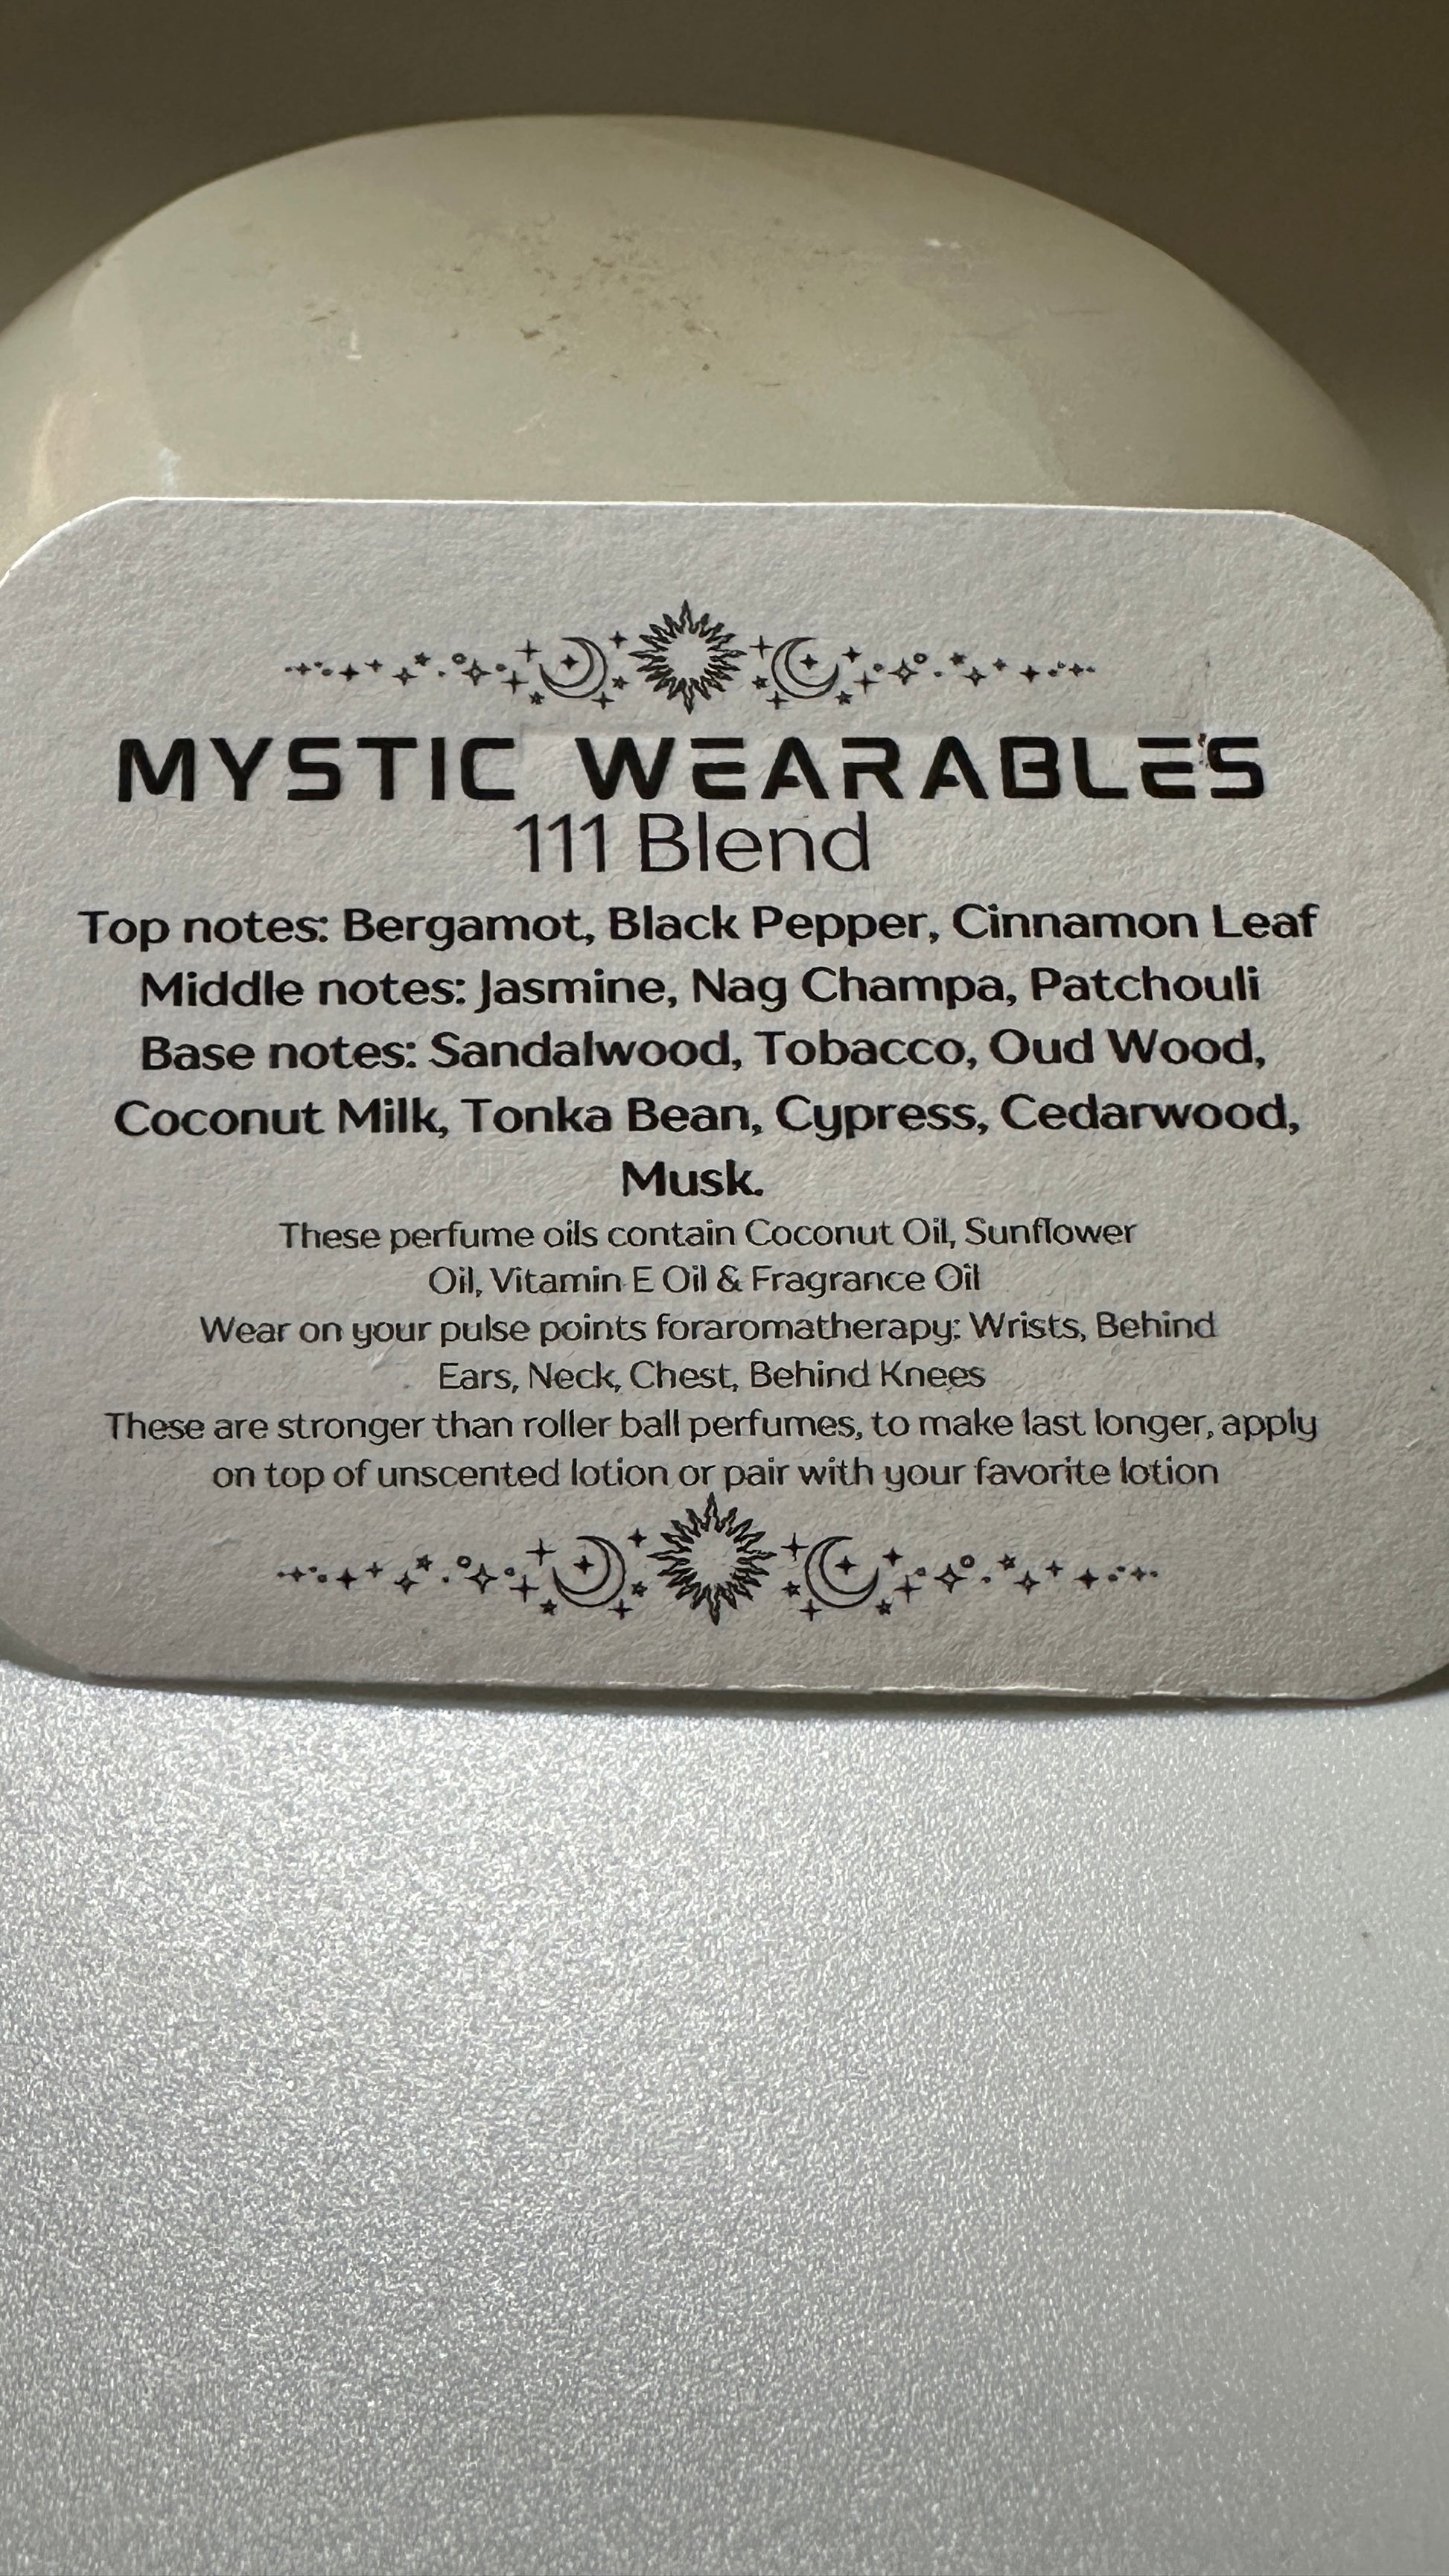 MYSTIC WEARABLES
111 Blend
Top notes: Bergamot, Black Pepper, Cinnamon Leaf
Middle notes: Jasmine, Nag Champa, Patchouli
Base notes: Sandalwood, Tobacco, Oud Wood,
Coconut Milk, Tonka Bean, Cypress, Cedarwood,
Musk.
These perfume oils contain Coconut Oil, Sunflower
Oil, Vitamin E Oil & Fragrance Oil
Wear on your pulse points foraromatherapy: Wrists, Behind
Ears, Neck, Chest, Behind Knees
These are stronger than roller ball perfumes, to make last longer, apply
on top of unscented lotion or pair with your favorite lotion